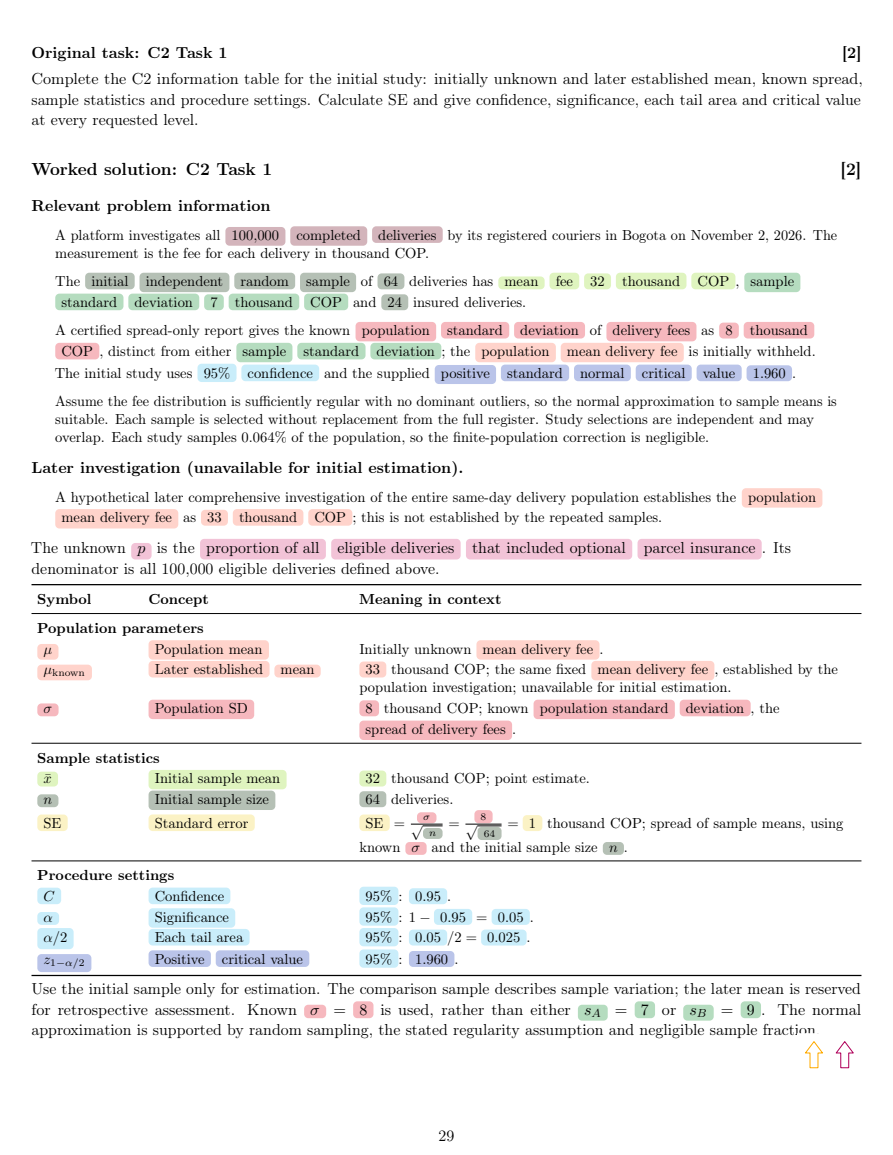 Original task: C2 Task 1 [2]
Complete the C2 information table for the initial study: initially unknown and later established mean, known spread,
sample statistics and procedure settings. Calculate SE and give confidence, significance, each tail area and critical value
at every requested level.
Worked solution: C2 Task 1 [2]
Relevant problem information
A platform investigates all 100,000 completed deliveries by its registered couriers in Bogota on November 2, 2026. The
measurement is the fee for each delivery in thousand COP.
The initial independent random sample of 64 deliveries has mean fee 32 thousand COP, sample
standard deviation 7 thousand COP and 24 insured deliveries.
A certified spread-only report gives the known population standard deviation of delivery fees as 8 thousand
COP, distinct from either sample standard deviation; the population mean delivery fee is initially withheld.
The initial study uses 95% confidence and the supplied positive standard normal critical value 1.960.
Assume the fee distribution is sufficiently regular with no dominant outliers, so the normal approximation to sample means is
suitable. Each sample is selected without replacement from the full register. Study selections are independent and may
overlap. Each study samples 0.064% of the population, so the finite-population correction is negligible.
Later investigation (unavailable for initial estimation).
A hypothetical later comprehensive investigation of the entire same-day delivery population establishes the population
mean delivery fee as 33 thousand COP; this is not established by the repeated samples.
The unknown p is the proportion of all eligible deliveries that included optional parcel insurance. Its
denominator is all 100,000 eligible deliveries defined above.
Symbol Concept Meaning in context
Population parameters
μ Population mean Initially unknown mean delivery fee.
μknown Later established mean 33 thousand COP; the same fixed mean delivery fee, established by the
population investigation; unavailable for initial estimation.
σ Population SD 8 thousand COP; known population standard deviation, the
spread of delivery fees.
Sample statistics
x̄ Initial sample mean 32 thousand COP; point estimate.
n Initial sample size 64 deliveries.
SE Standard error SE = σ/√n = 8/√64 = 1 thousand COP; spread of sample means, using
known σ and the initial sample size n.
Procedure settings
C Confidence 95%: 0.95.
α Significance 95%: 1 − 0.95 = 0.05.
α/2 Each tail area 95%: 0.05/2 = 0.025.
z1−α/2 Positive critical value 95%: 1.960.
Use the initial sample only for estimation. The comparison sample describes sample variation; the later mean is reserved
for retrospective assessment. Known σ = 8 is used, rather than either sA = 7 or sB = 9. The normal
approximation is supported by random sampling, the stated regularity assumption and negligible sample fraction
29